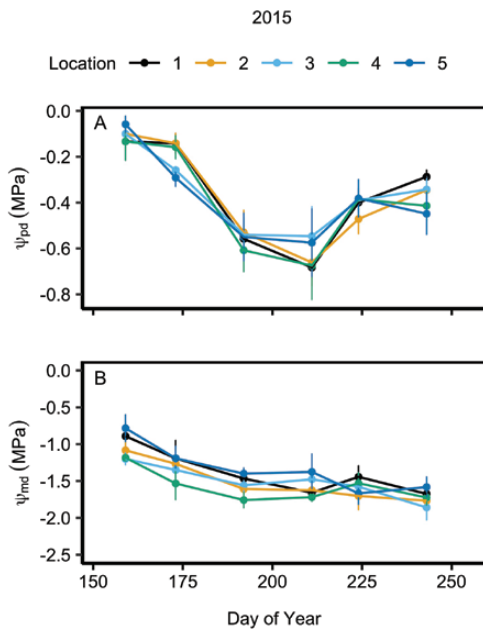 2015
Location 1 2 3 4 5
A
0.0
-0.2
-0.4
-0.6
-0.8
ψpd (MPa)
B
0.0
-0.5
-1.0
-1.5
-2.0
-2.5
ψmd (MPa)
150 175 200 225 250
Day of Year